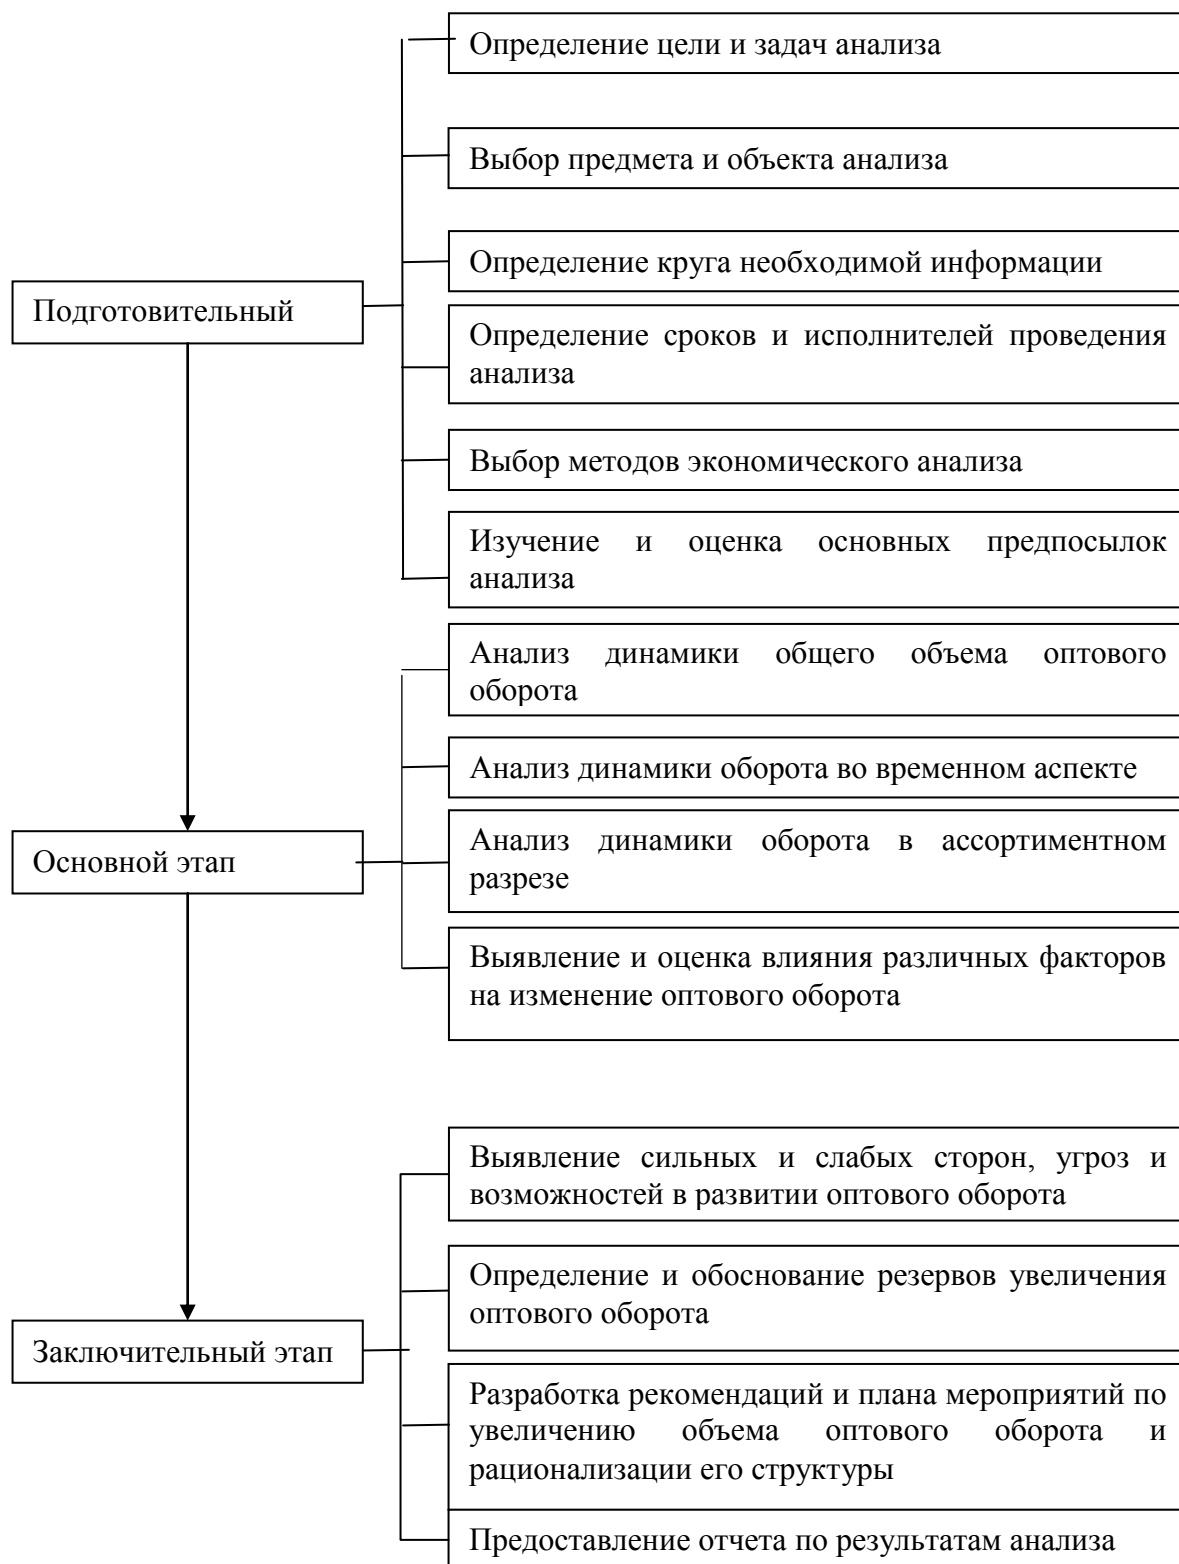 Определение цели и задач анализа
Выбор предмета и объекта анализа
Определение круга необходимой информации
Подготовительный
Определение сроков и исполнителей проведения
анализа
Выбор методов экономического анализа
Изучение и оценка основных предпосылок
анализа
Анализ динамики общего объема оптового
оборота
Анализ динамики оборота во временном аспекте
Основной этап
Анализ динамики оборота в ассортиментном
разрезе
Выявление и оценка влияния различных факторов
на изменение оптового оборота
Выявление сильных и слабых сторон, угроз и
возможностей в развитии оптового оборота
Определение и обоснование резервов увеличения
оптового оборота
Заключительный этап
Разработка рекомендаций и плана мероприятий по
увеличению объема оптового оборота и
рационализации его структуры
Предоставление отчета по результатам анализа